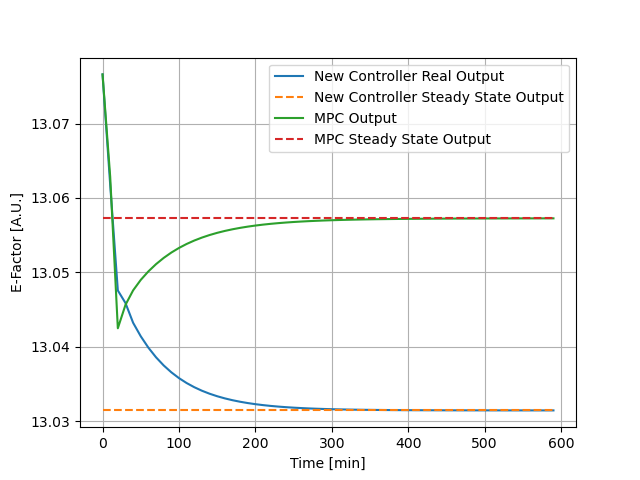 New Controller Real Output
New Controller Steady State Output
MPC Output
MPC Steady State Output
13.07
13.06
13.05
13.04
13.03
E-Factor [A.U.]
0 100 200 300 400 500 600
Time [min]